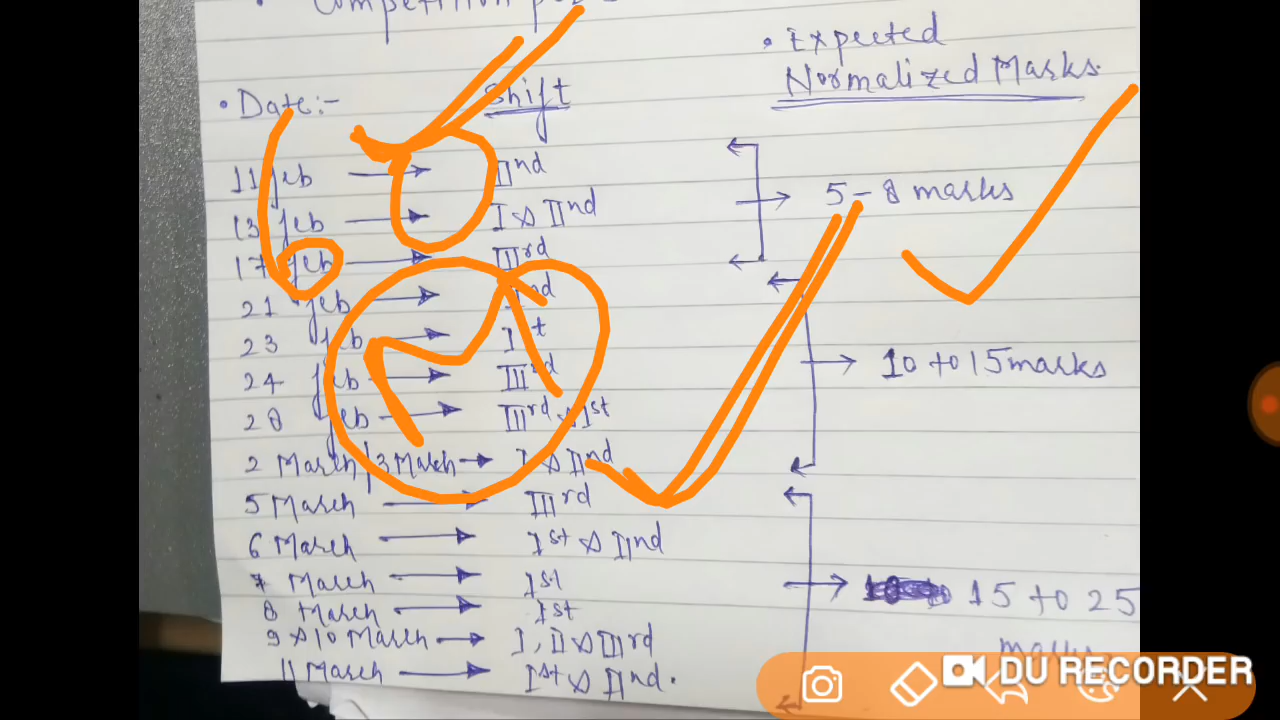 Competition
• Expected
Normalized Marks.
• Date:- Shift
11 feb → IInd
13 feb → I & IInd
5 - 8 marks
17 feb → IIIrd
21 feb →
23 feb → Ist
24 feb → IIIrd
10 to 15 marks
28 feb → IIIrd & Ist
2 March / 3 March → I & IInd
5 March → IIIrd
6 March → Ist & IInd
7 March → Ist
8 March → Ist
15 to 25
marks
9 & 10 March → I, II & IIIrd
11 March → Ist & IInd.
DU RECORDER